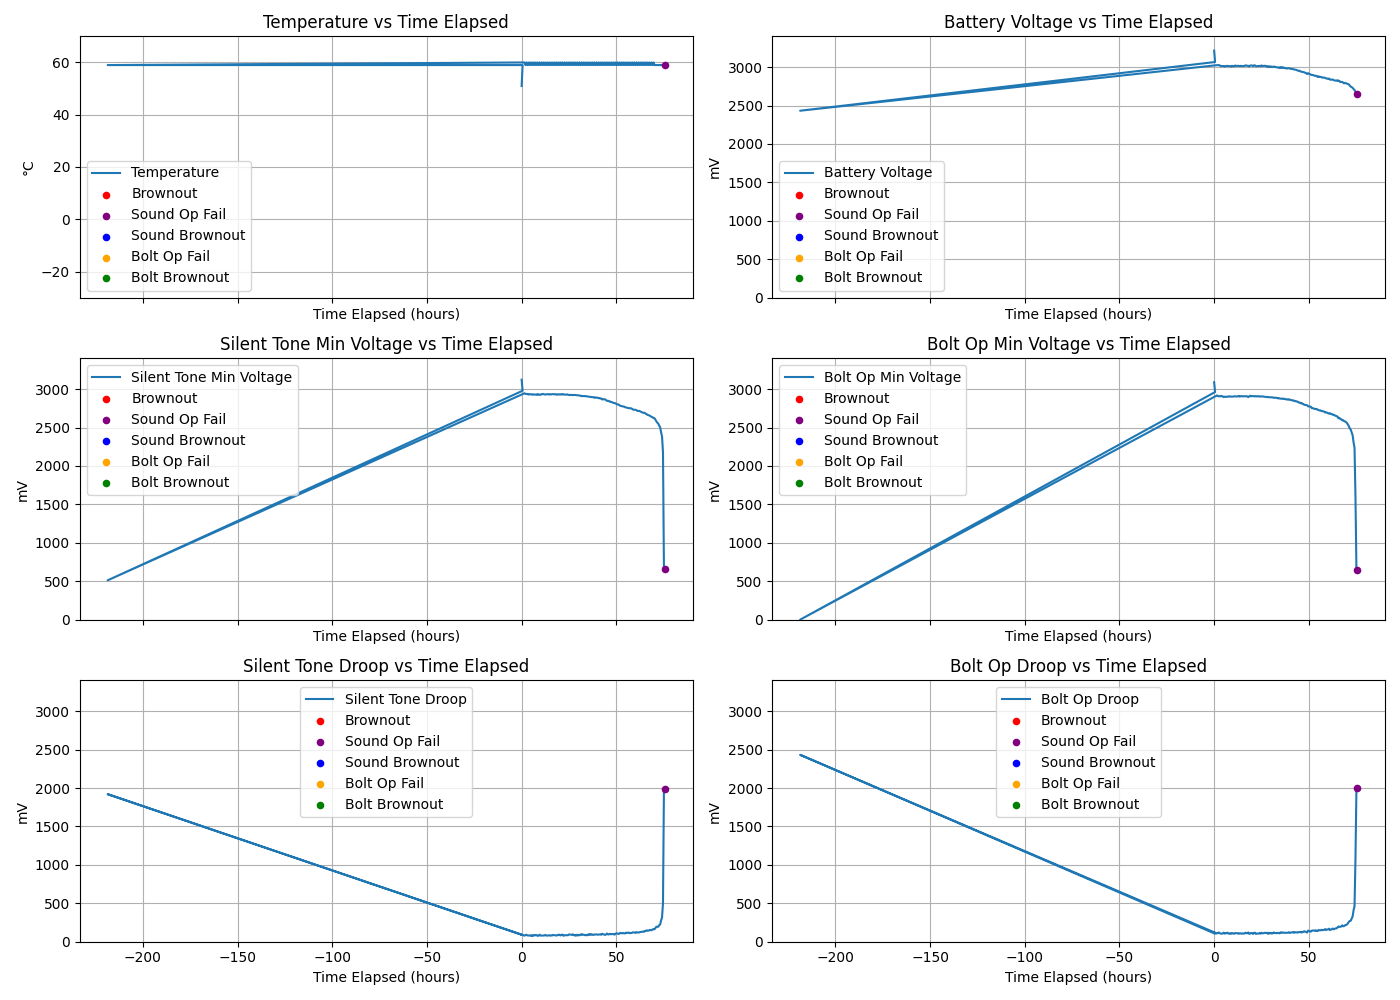 Temperature vs Time Elapsed
60
40
20
0
−20
°C
Temperature
Brownout
Sound Op Fail
Sound Brownout
Bolt Op Fail
Bolt Brownout
Time Elapsed (hours)
Battery Voltage vs Time Elapsed
3000
2500
2000
1500
1000
500
0
mV
Battery Voltage
Brownout
Sound Op Fail
Sound Brownout
Bolt Op Fail
Bolt Brownout
Time Elapsed (hours)
Silent Tone Min Voltage vs Time Elapsed
3000
2500
2000
1500
1000
500
0
mV
Silent Tone Min Voltage
Brownout
Sound Op Fail
Sound Brownout
Bolt Op Fail
Bolt Brownout
Time Elapsed (hours)
Bolt Op Min Voltage vs Time Elapsed
3000
2500
2000
1500
1000
500
0
mV
Bolt Op Min Voltage
Brownout
Sound Op Fail
Sound Brownout
Bolt Op Fail
Bolt Brownout
Time Elapsed (hours)
Silent Tone Droop vs Time Elapsed
3000
2500
2000
1500
1000
500
0
mV
Silent Tone Droop
Brownout
Sound Op Fail
Sound Brownout
Bolt Op Fail
Bolt Brownout
−200 −150 −100 −50 0 50
Time Elapsed (hours)
Bolt Op Droop vs Time Elapsed
3000
2500
2000
1500
1000
500
0
mV
Bolt Op Droop
Brownout
Sound Op Fail
Sound Brownout
Bolt Op Fail
Bolt Brownout
−200 −150 −100 −50 0 50
Time Elapsed (hours)